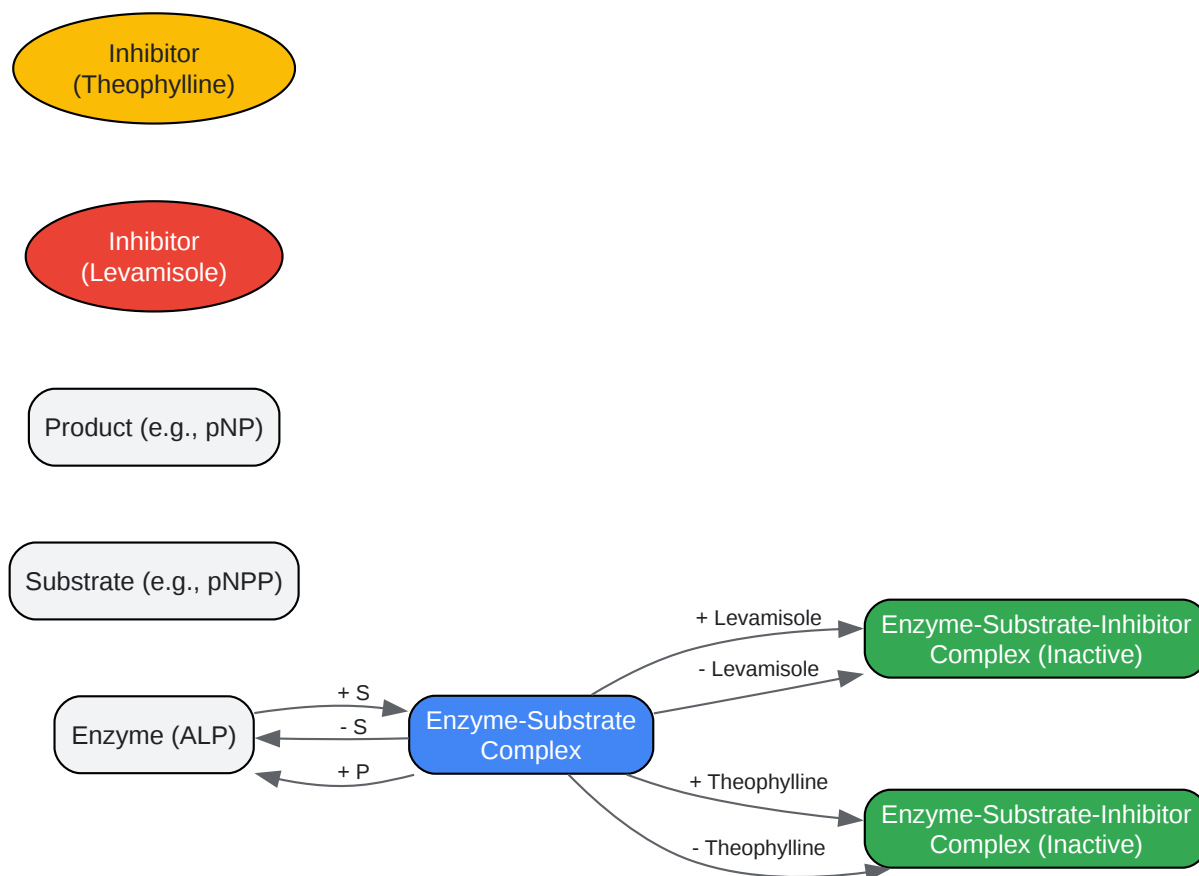 Inhibitor
(Theophylline)
Inhibitor
(Levamisole)
Product (e.g., pNP)
Substrate (e.g., pNPP)
Enzyme (ALP)
+ S
- S
+ P
Enzyme-Substrate
Complex
+ Levamisole
- Levamisole
+ Theophylline
- Theophylline
Enzyme-Substrate-Inhibitor
Complex (Inactive)
Enzyme-Substrate-Inhibitor
Complex (Inactive)